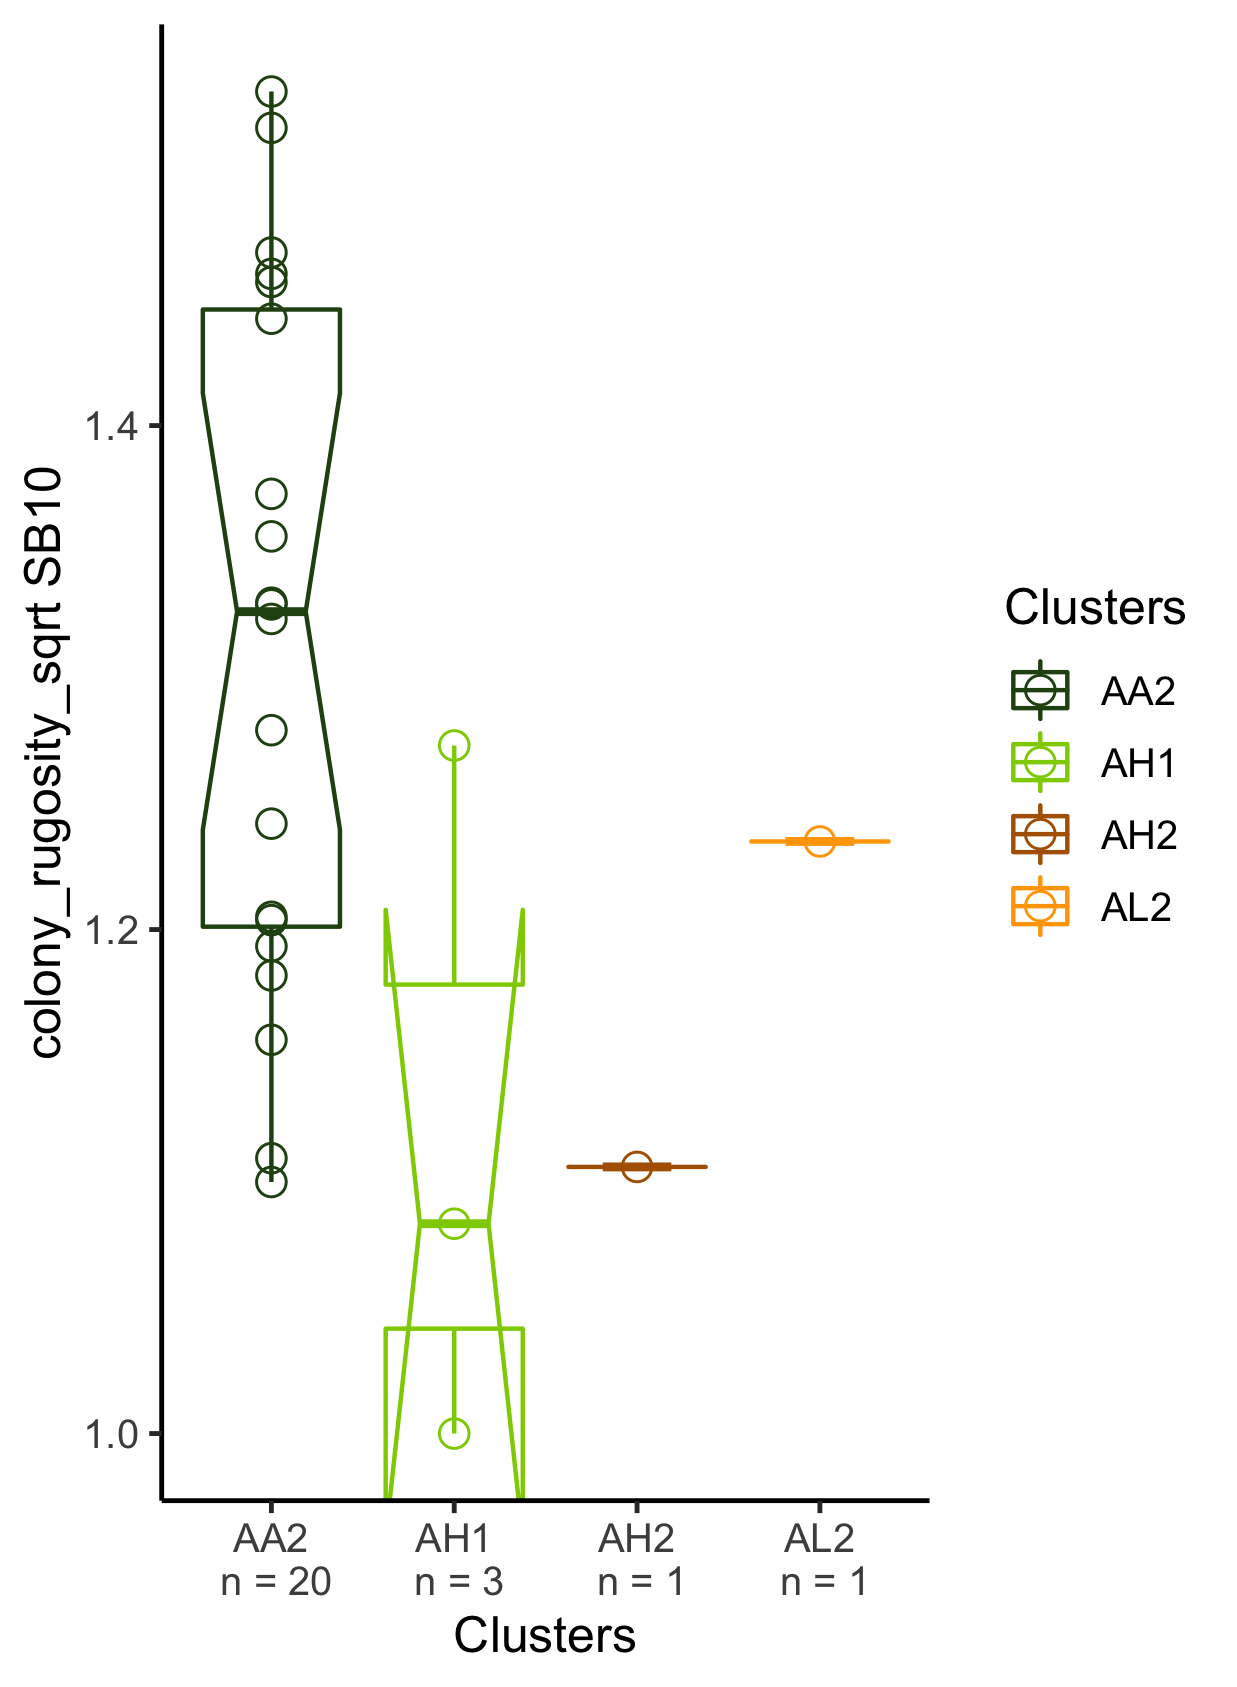 colony_rugosity_sqrt SB10
1.4
1.2
1.0
AA2
n = 20
AH1
n = 3
AH2
n = 1
AL2
n = 1
Clusters
Clusters
AA2
AH1
AH2
AL2